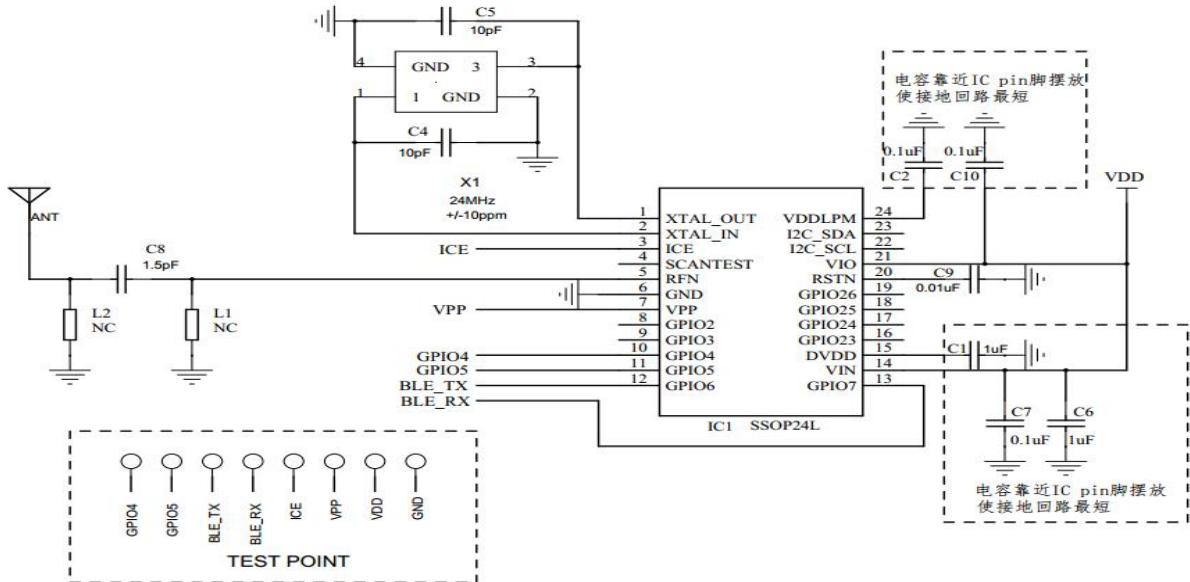 C5
10pF
4 GND 3 3
1 1 GND 2
C4
10pF
X1
24MHz
+/-10ppm
电容靠近IC pin脚摆放
使接地回路最短
0.1uF 0.1uF
C2 C10
VDD
ANT
C8
1.5pF
L2
NC
L1
NC
1 XTAL_OUT VDDLPM 24
2 XTAL_IN I2C_SDA 23
ICE 3 ICE I2C_SCL 22
4 SCANTEST VIO 21
5 RFN RSTN 20
6 GND GPIO26 19
VPP 7 VPP GPIO25 18
8 GPIO2 GPIO24 17
9 GPIO3 GPIO23 16
GPIO4 10 GPIO4 DVDD 15
GPIO5 11 GPIO5 VIN 14
BLE_TX 12 GPIO6 GPIO7 13
BLE_RX
IC1 SSOP24L
C9
0.01uF
C1 1uF
C7
0.1uF
C6
1uF
电容靠近IC pin脚摆放
使接地回路最短
GPIO4
GPIO5
BLE_TX
BLE_RX
ICE
VPP
VDD
GND
TEST POINT